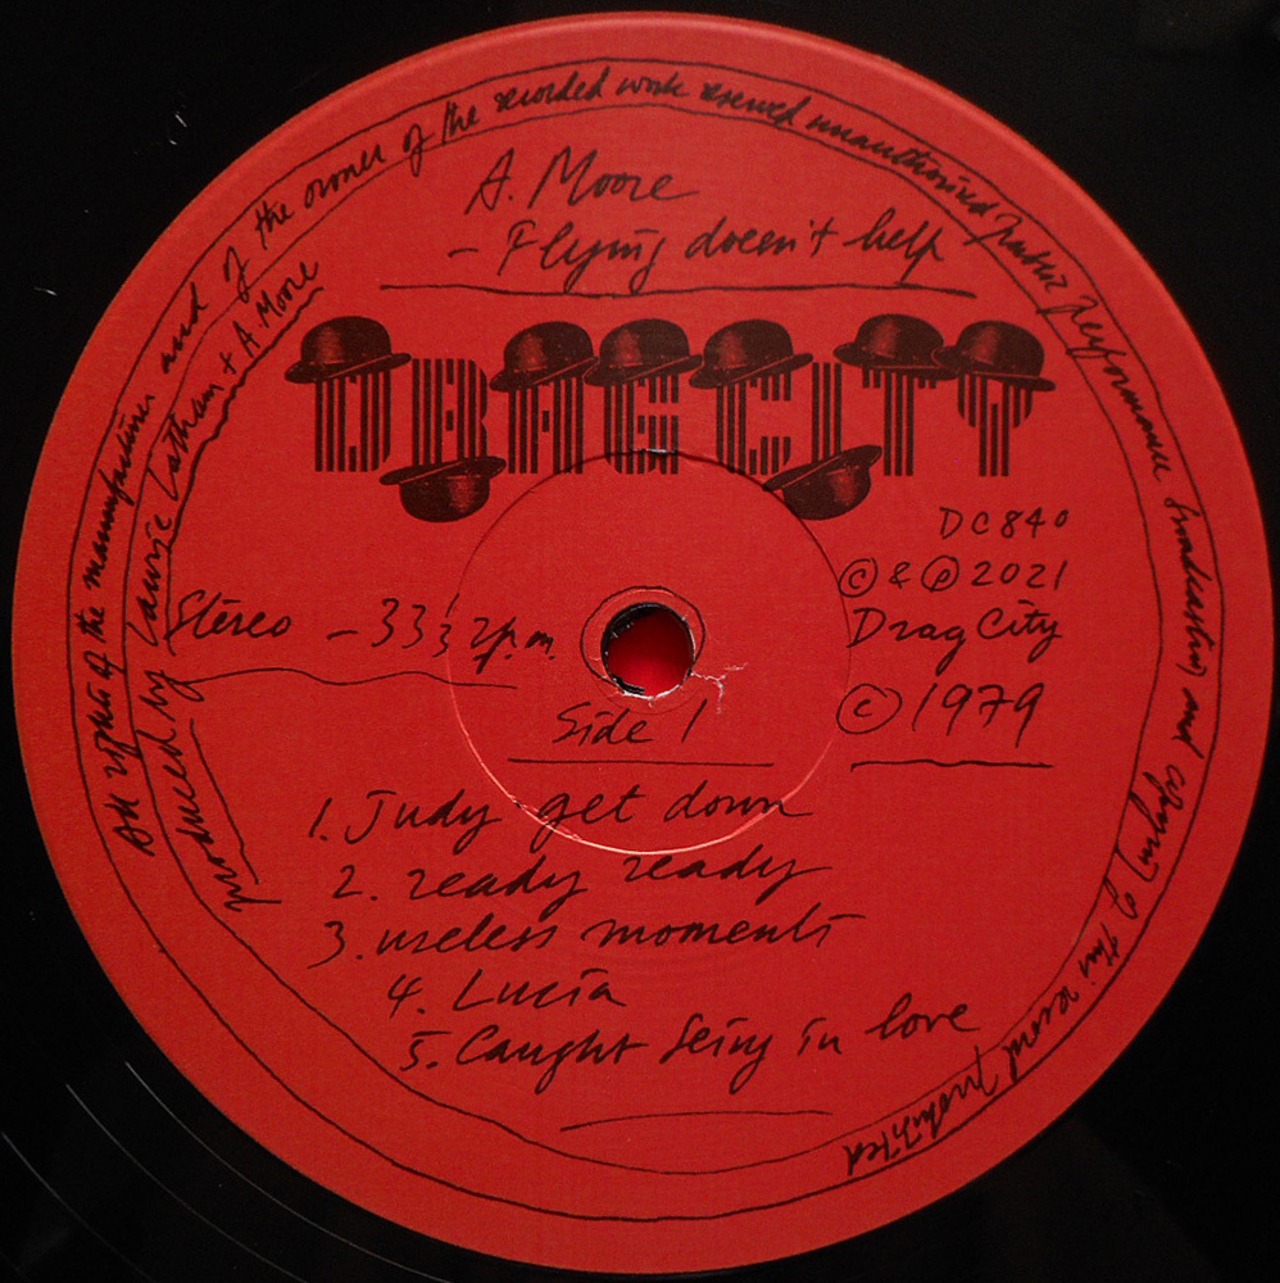 All rights of the manufacturer and of the owner of the recorded work reserved unauthorised public performance broadcasting and copying of this record prohibited
produced by Laurie Latham + A. Moore
A. Moore
- Flying doesn't help
DRAG CITY
DC840
© & ℗ 2021
Drag City
© 1979
Stereo - 33 3 r.p.m.
Side 1
1. Judy get down
2. ready ready
3. useless moments
4. Lucia
5. Caught being in love